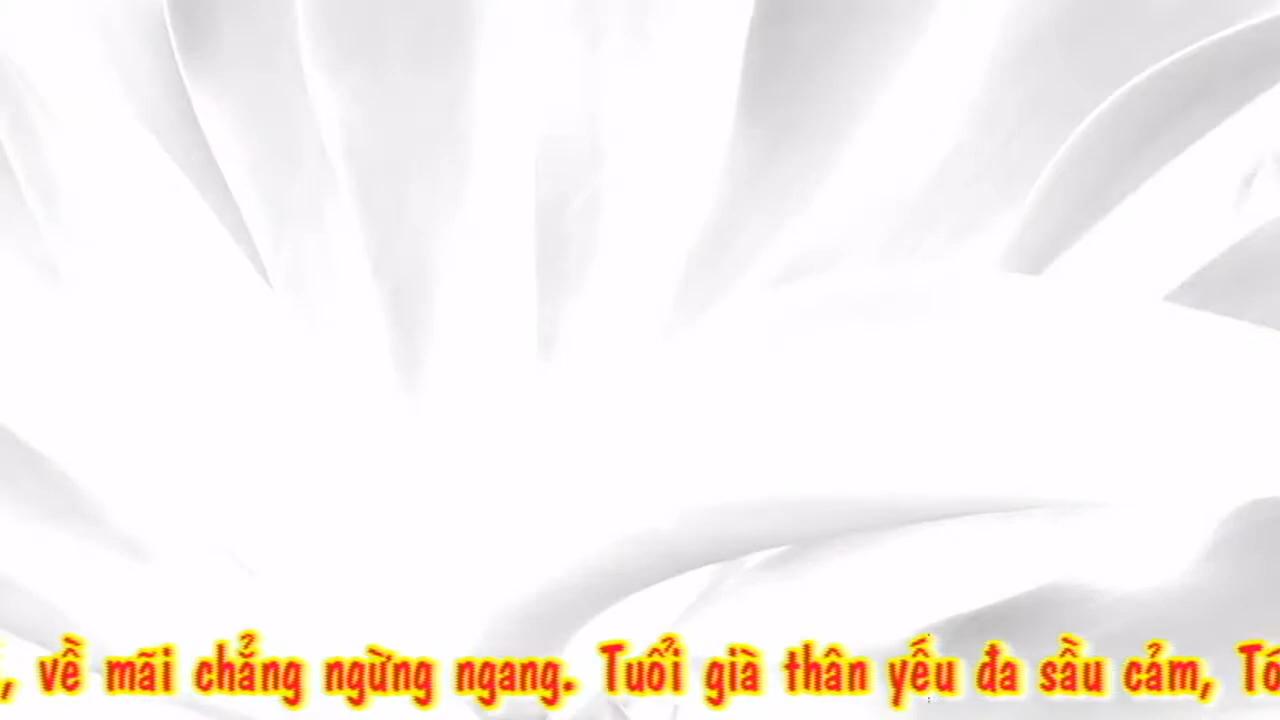 , về mãi chẳng ngừng ngang. Tuổi già thân yếu đa sầu cảm,